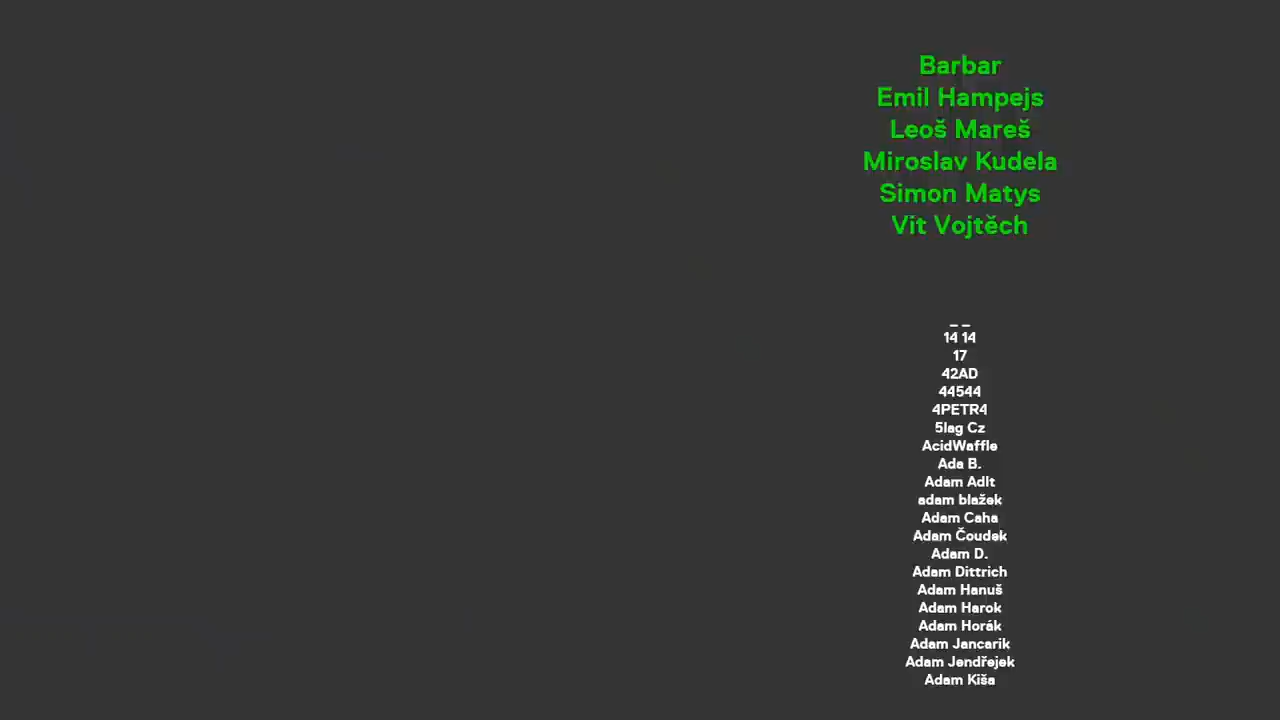 Barbar
Emil Hampejs
Leoš Mareš
Miroslav Kudela
Simon Matys
Vit Vojtěch
_ _
14 14
17
42AD
44544
4PETR4
5lag Cz
AcidWaffle
Ada B.
Adam Adlt
adam blažek
Adam Caha
Adam Čoudek
Adam D.
Adam Dittrich
Adam Hanuš
Adam Harok
Adam Horák
Adam Jancarik
Adam Jendřejek
Adam Kiša